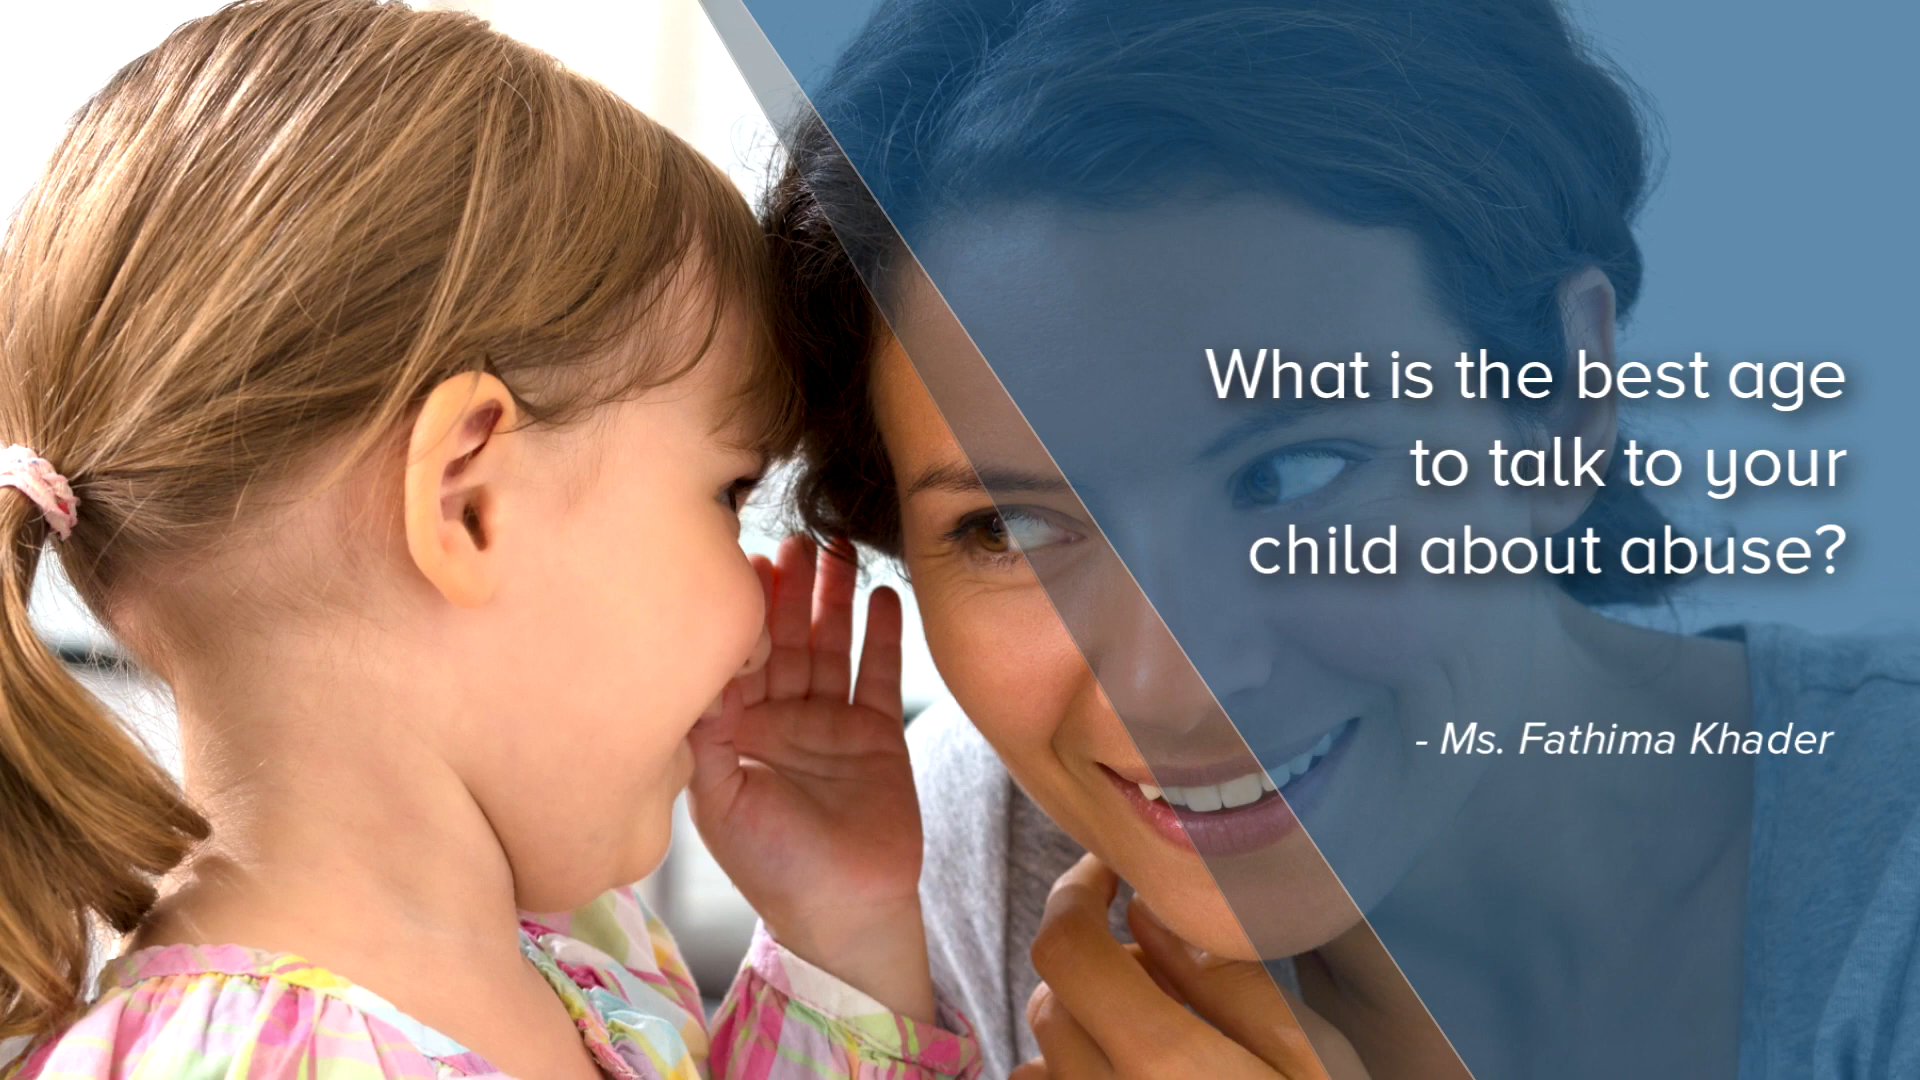 What is the best age
to talk to your
child about abuse?
- Ms. Fathima Khader